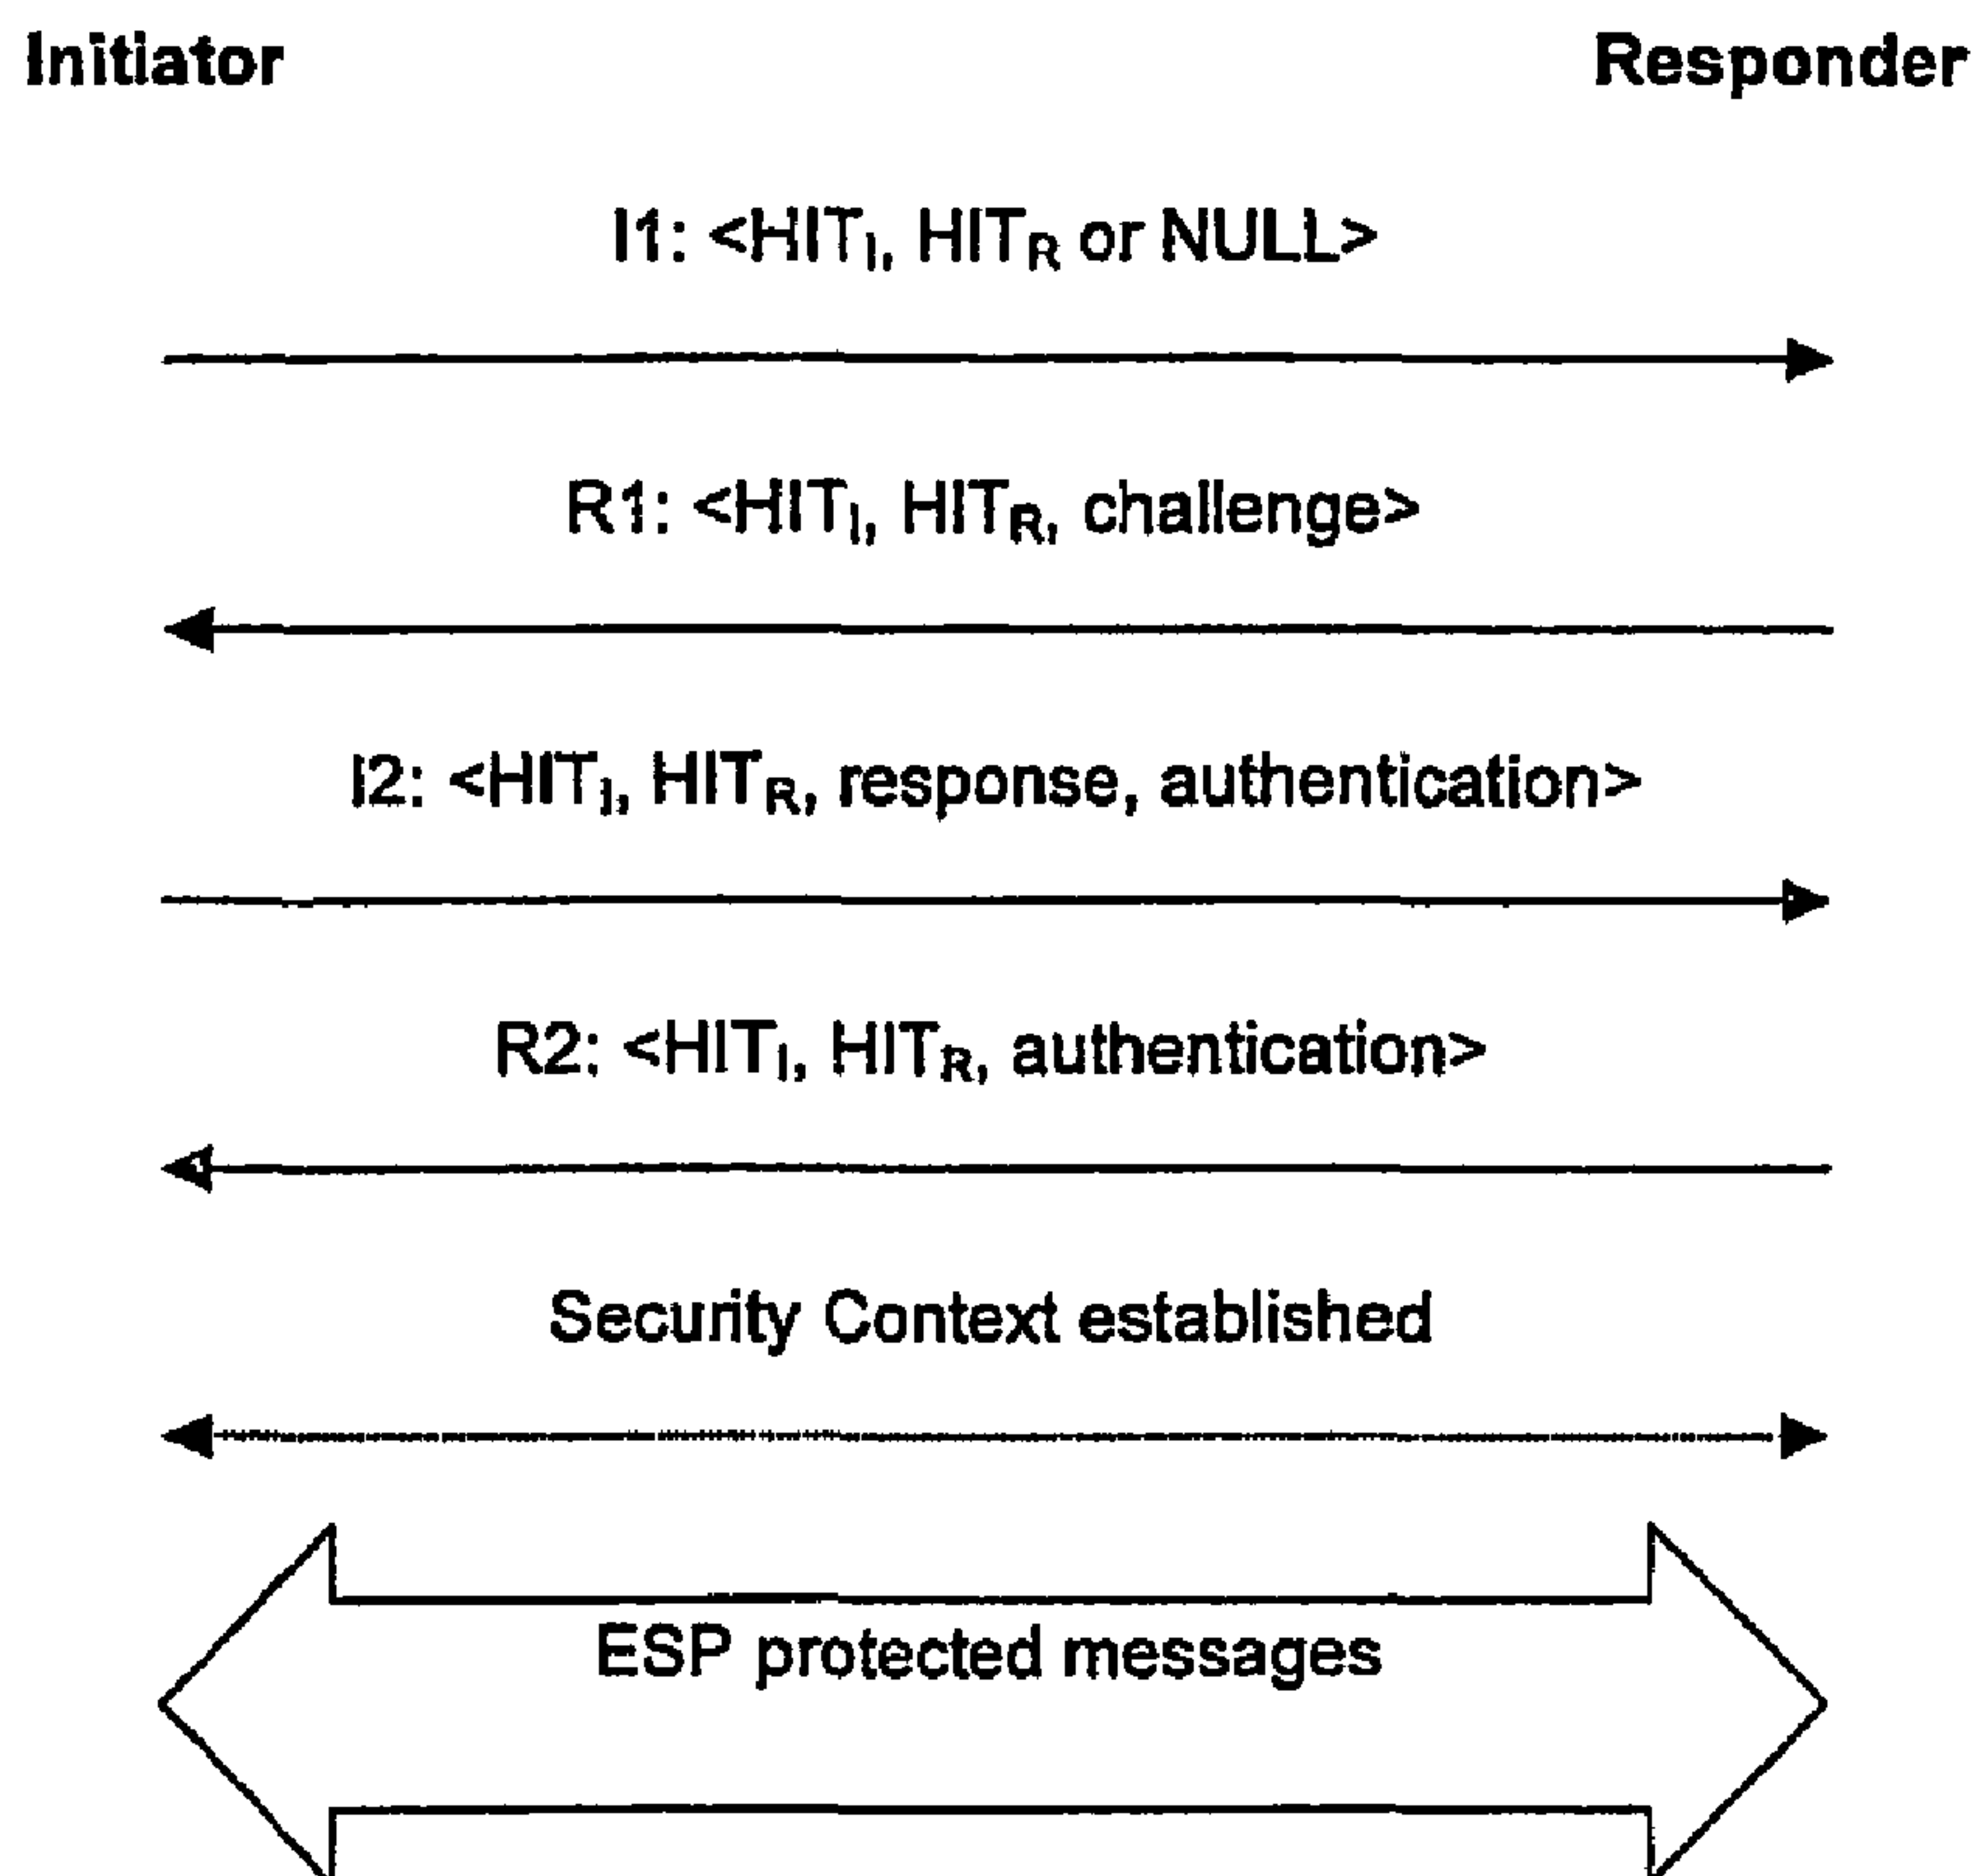 Initiator Responder
I1: <HITI, HITR or NULL>
R1: <HITI, HITR, challenge>
I2: <HITI, HITR, response, authentication>
R2: <HITI, HITR, authentication>
Security Context established
ESP protected messages